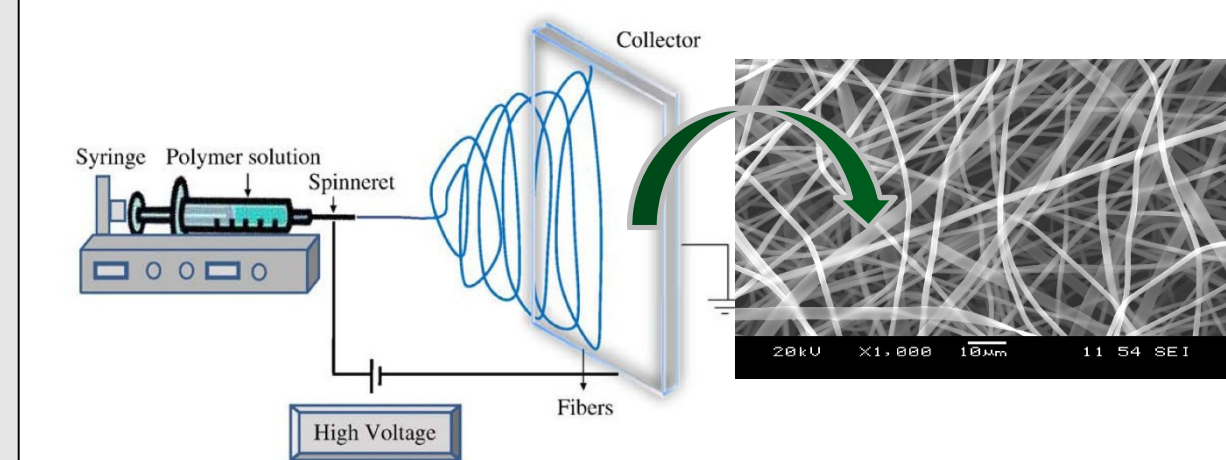 Collector
Syringe Polymer solution
Spinneret
Fibers
High Voltage
20kV X1,000 10µm 11 54 SEI